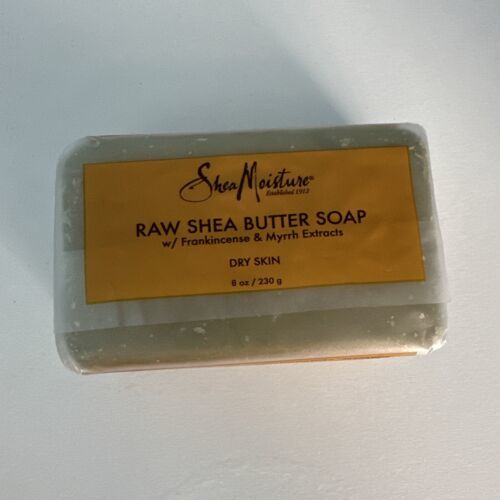 SheaMoisture®
Established 1912
RAW SHEA BUTTER SOAP
w/ Frankincense & Myrrh Extracts
DRY SKIN
8 oz / 230 g